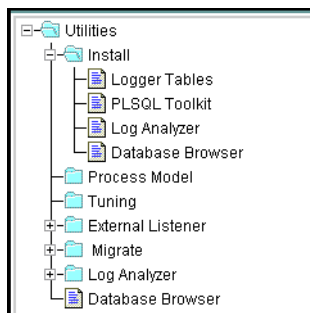 Utilities
Install
Logger Tables
PLSQL Toolkit
Log Analyzer
Database Browser
Process Model
Tuning
External Listener
Migrate
Log Analyzer
Database Browser